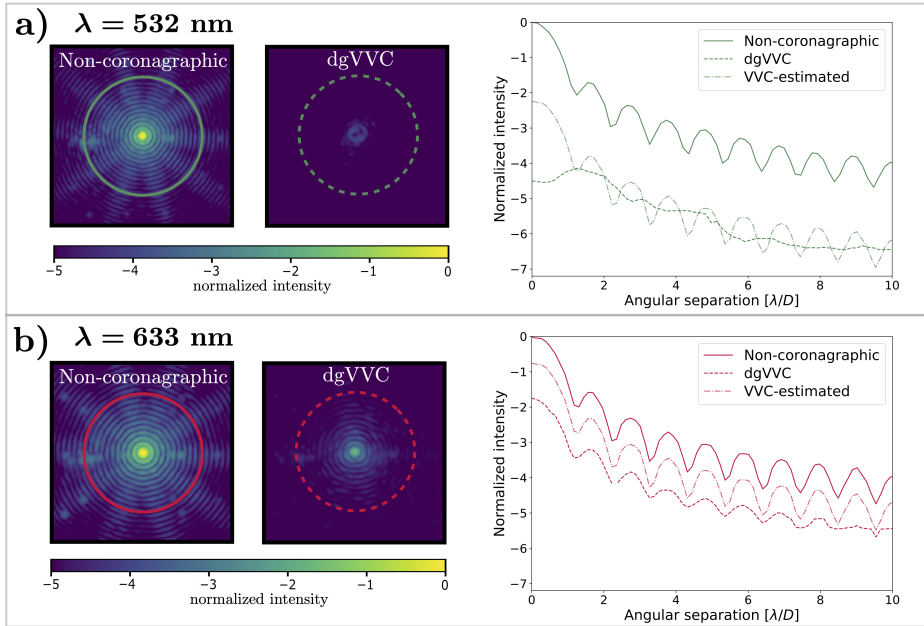 a)
λ = 532 nm
Non-coronagraphic
dgVVC
−5 −4 −3 −2 −1 0
normalized intensity
Normalized intensity
0
−1
−2
−3
−4
−5
−6
−7
Non-coronagraphic
dgVVC
VVC-estimated
0 2 4 6 8 10
Angular separation [λ/D]
b)
λ = 633 nm
Non-coronagraphic
dgVVC
−5 −4 −3 −2 −1 0
normalized intensity
Normalized intensity
0
−1
−2
−3
−4
−5
−6
−7
Non-coronagraphic
dgVVC
VVC-estimated
0 2 4 6 8 10
Angular separation [λ/D]